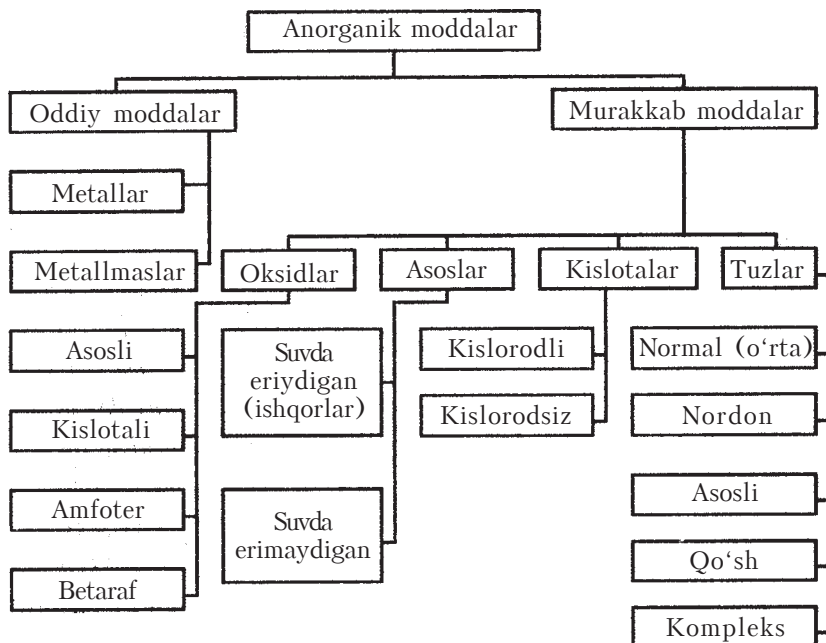 Anorganik moddalar
Oddiy moddalar
Murakkab moddalar
Metallar
Metallmaslar
Oksidlar
Asoslar
Kislotalar
Tuzlar
Asosli
Kislotali
Amfoter
Betaraf
Suvda
eriydigan
(ishqorlar)
Suvda
erimaydigan
Kislorodli
Kislorodsiz
Normal (o‘rta)
Nordon
Asosli
Qo‘sh
Kompleks